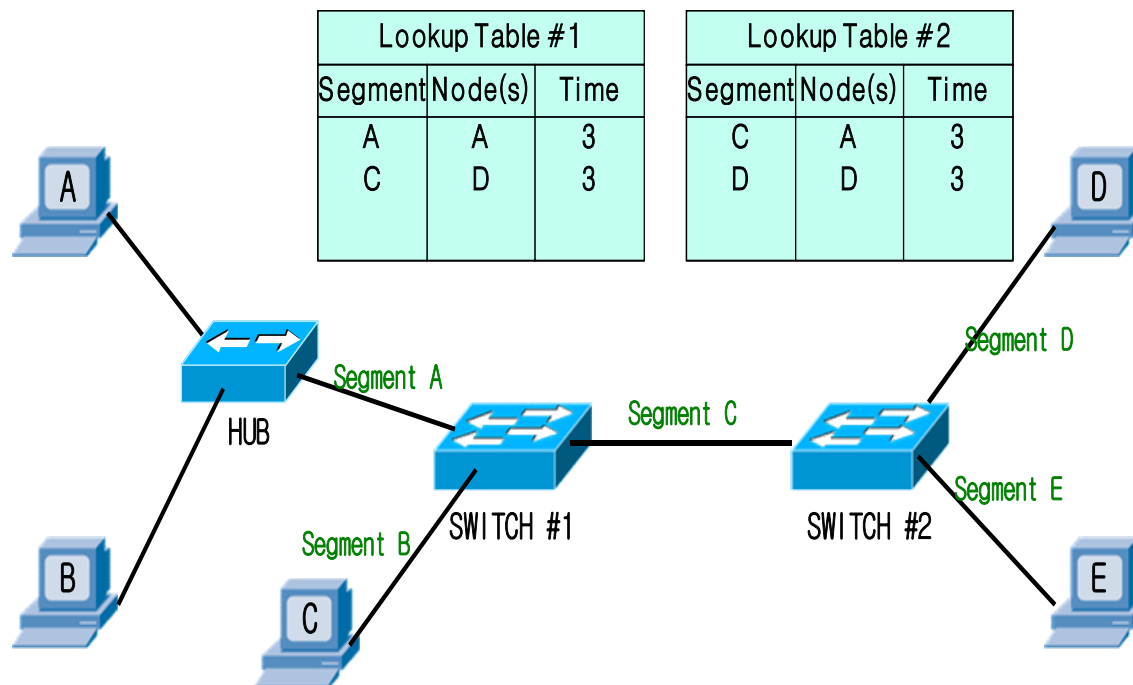 Lookup Table #1
Segment Node(s) Time
A A 3
C D 3
Lookup Table #2
Segment Node(s) Time
C A 3
D D 3
A
D
Segment D
Segment A
HUB
Segment C
Segment E
SWITCH #1
SWITCH #2
Segment B
B
C
E